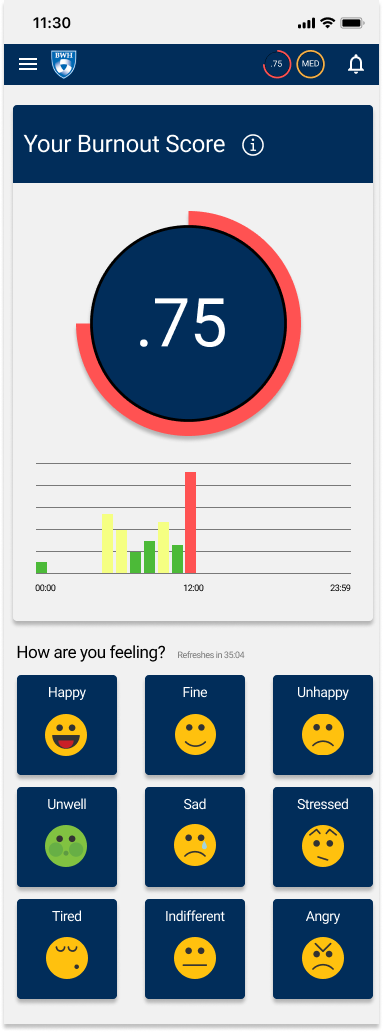 11:30
BWH
.75
MED
Your Burnout Score
.75
00:00 12:00 23:59
How are you feeling? Refreshes in 35:04
Happy Fine Unhappy
Unwell Sad Stressed
Tired Indifferent Angry